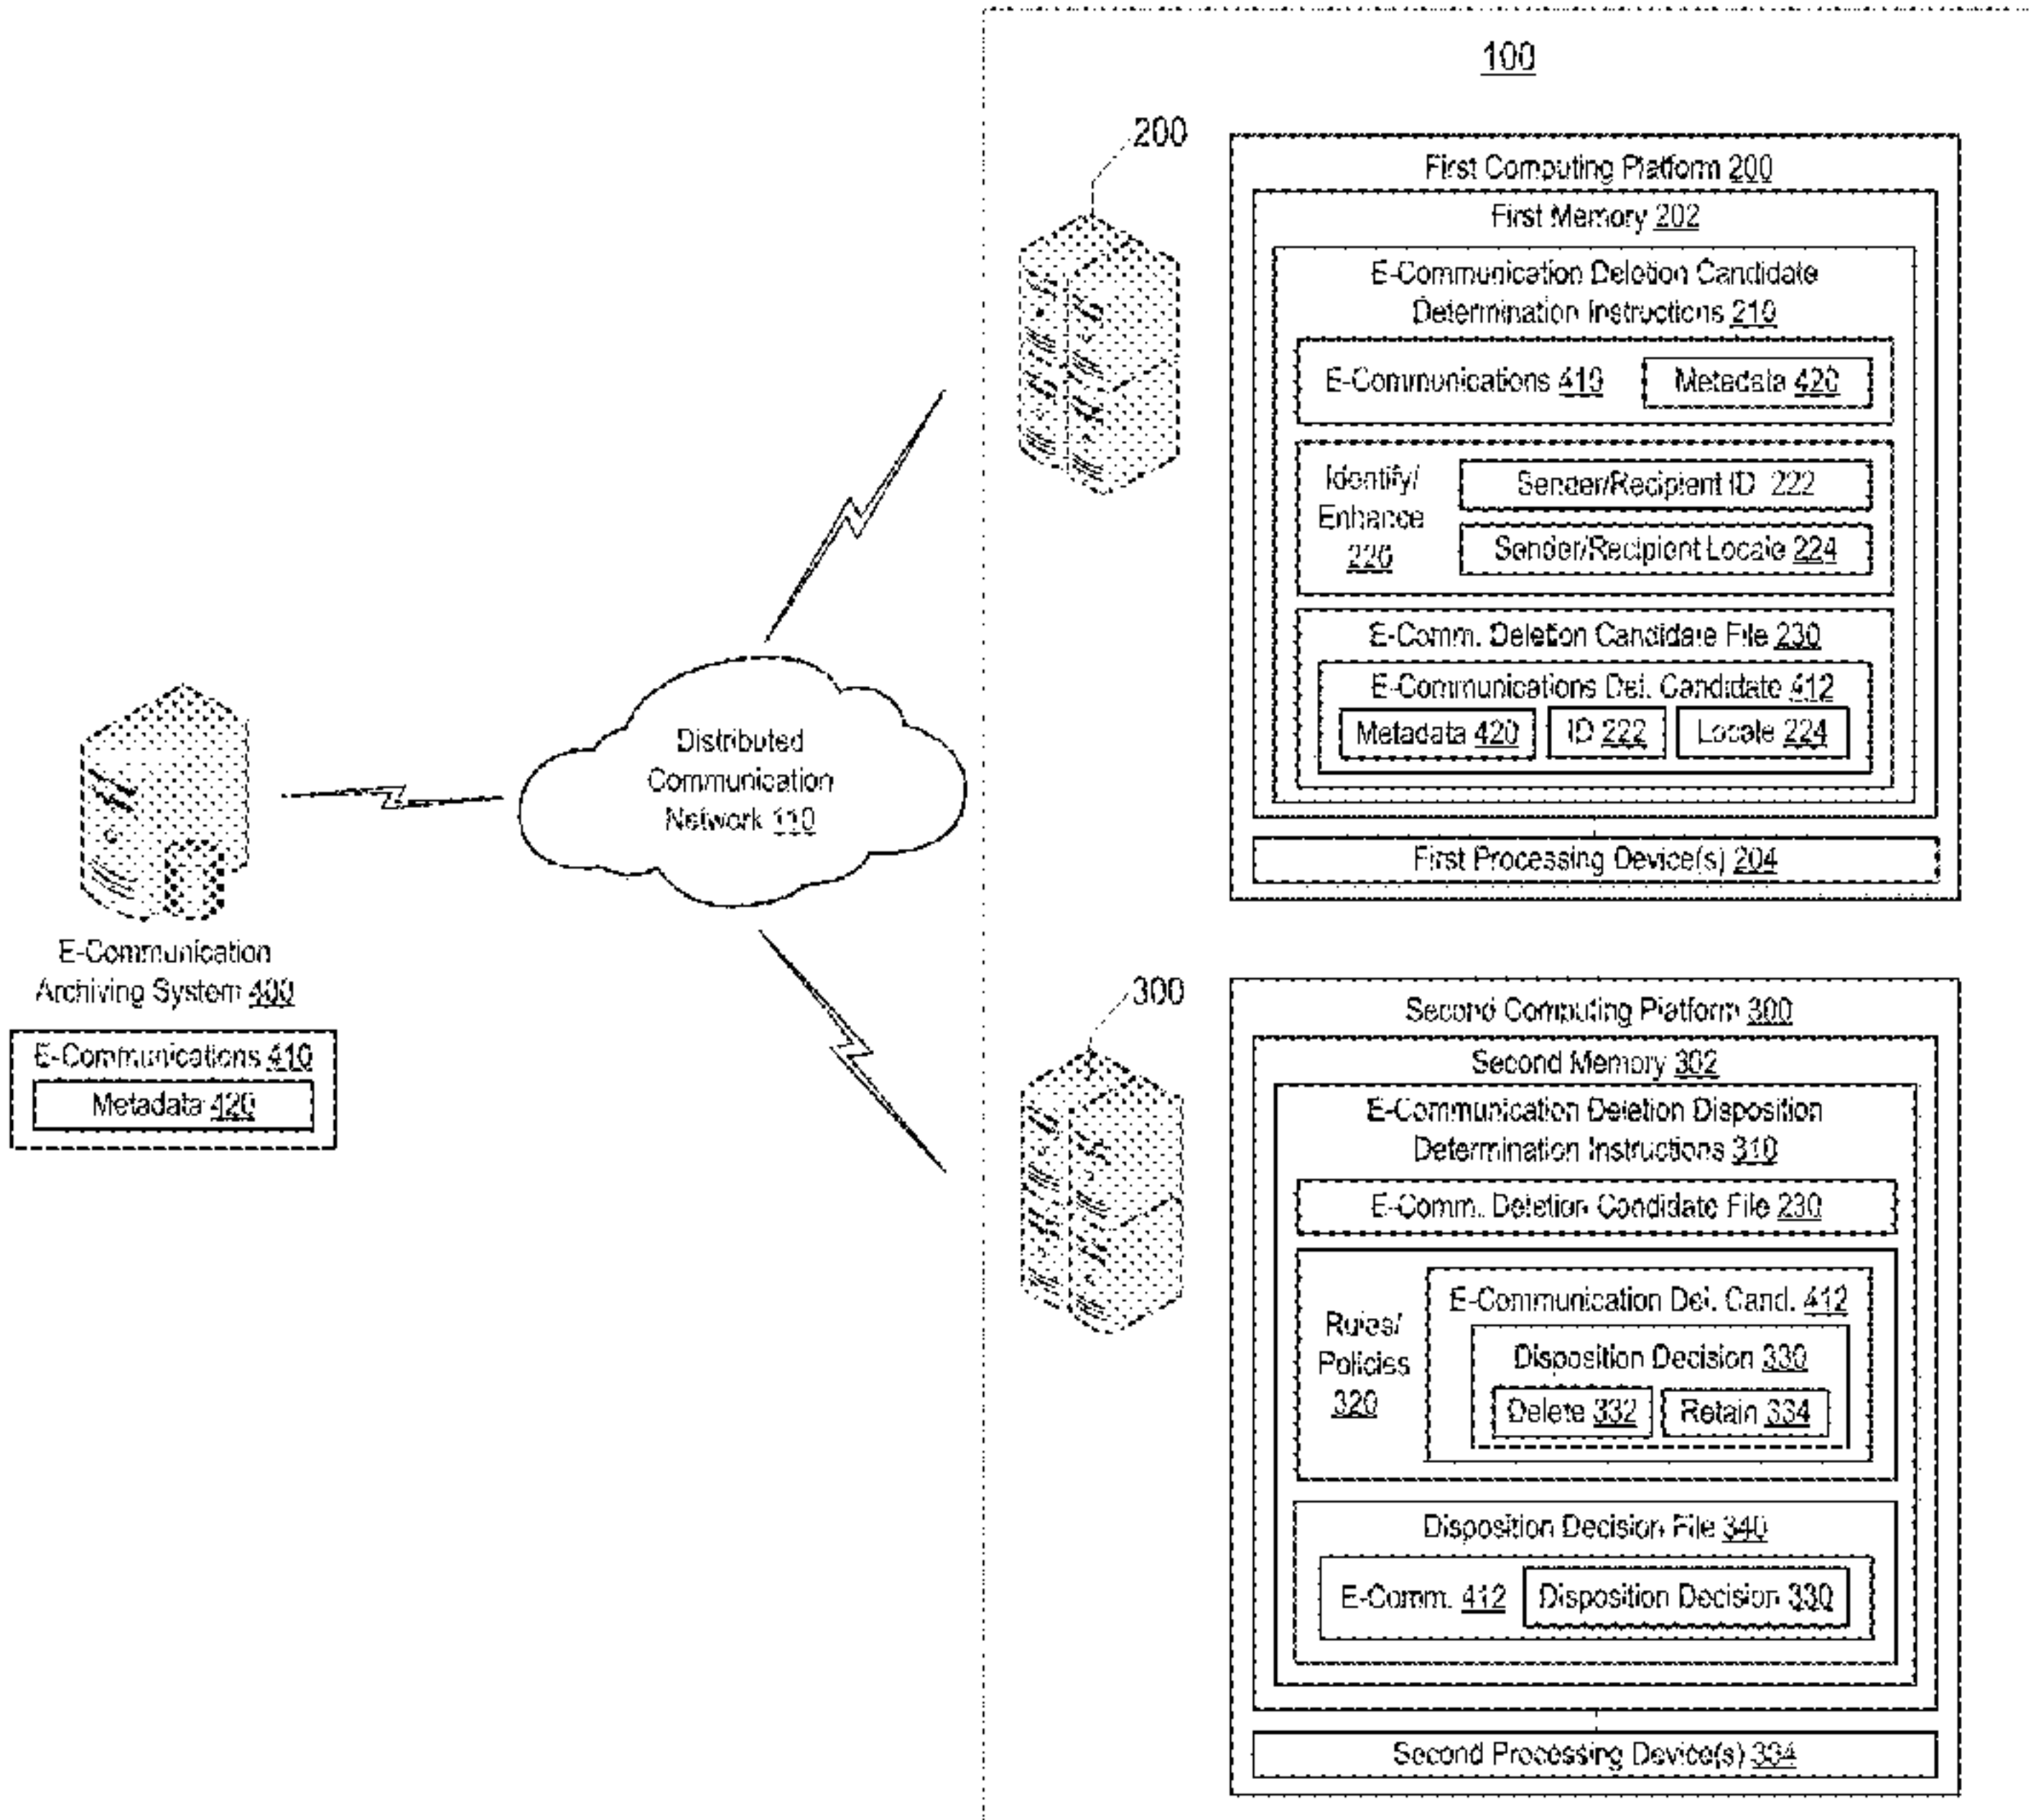 100
200
First Computing Platform 200
First Memory 202
E-Communication Deletion Candidate
Determination Instructions 210
E-Communications 410
Metadata 420
Identify/
Enhance
220
Sender/Recipient ID 222
Sender/Recipient Locale 224
E-Comm. Deletion Candidate File 230
E-Communications Del. Candidate 412
Metadata 420
ID 222
Locale 224
First Processing Device(s) 204
Distributed
Communication
Network 110
E-Communication
Archiving System 400
E-Communications 410
Metadata 420
300
Second Computing Platform 300
Second Memory 302
E-Communication Deletion Disposition
Determination Instructions 310
E-Comm. Deletion Candidate File 230
Rules/
Policies
320
E-Communication Del. Cand. 412
Disposition Decision 330
Delete 332
Retain 334
Disposition Decision File 340
E-Comm. 412
Disposition Decision 330
Second Processing Device(s) 334